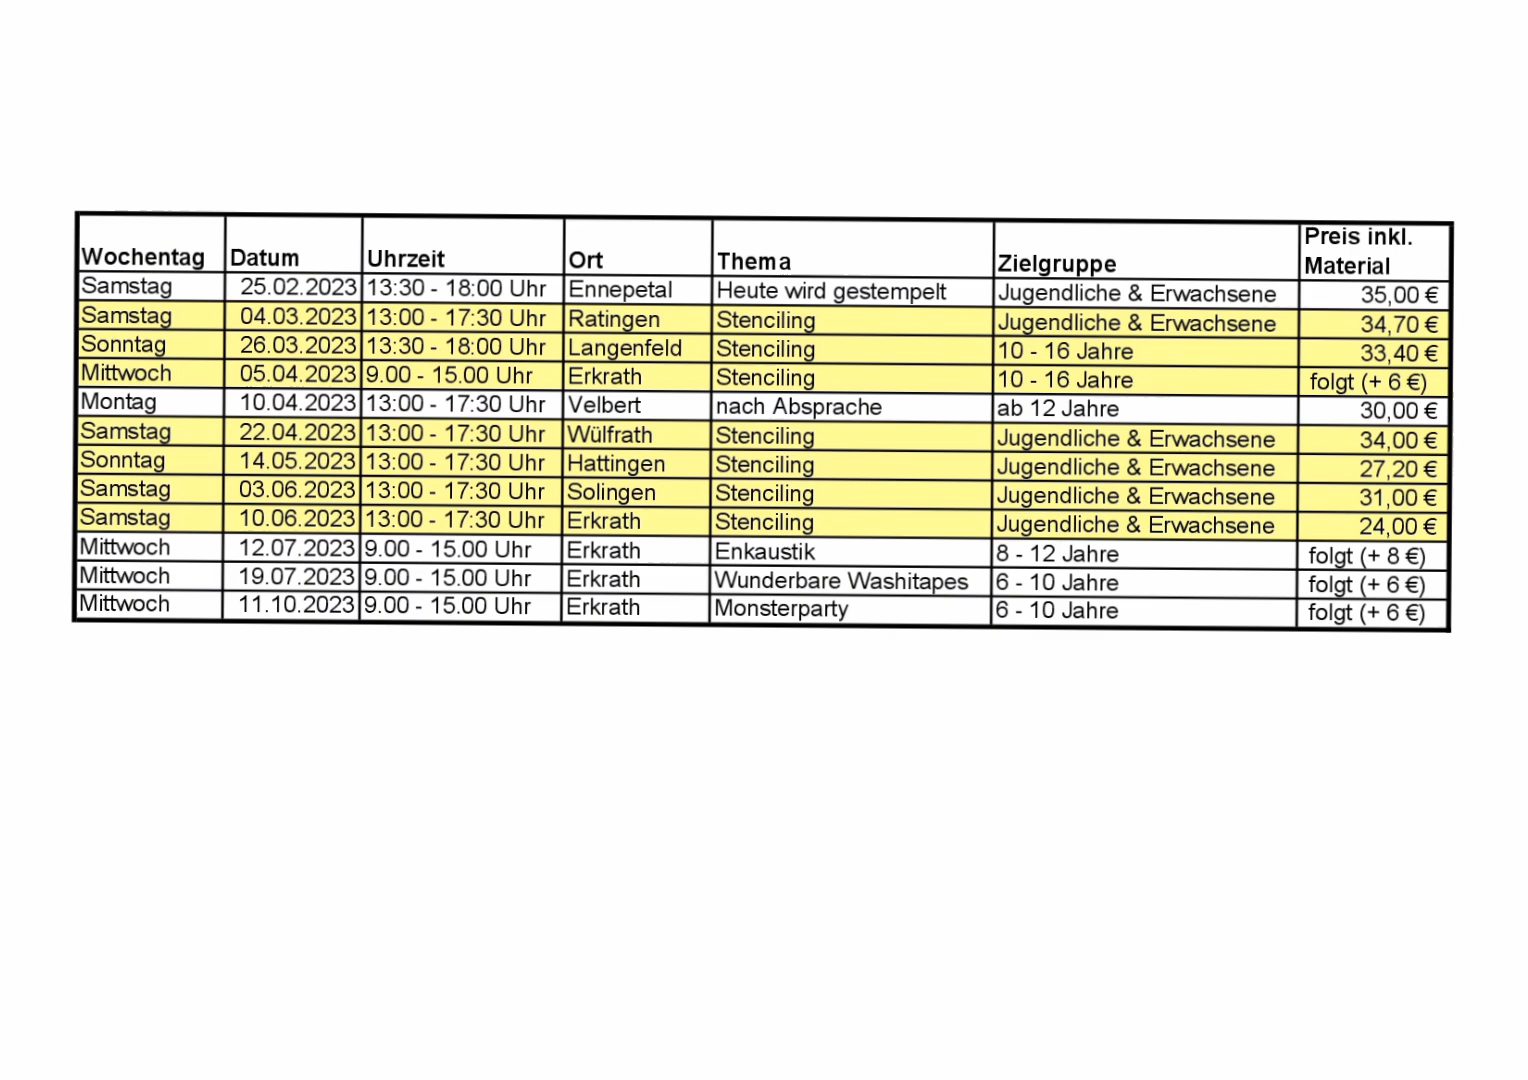 Wochentag Datum Uhrzeit Ort Thema Zielgruppe Preis inkl. Material
Samstag 25.02.2023 13:30 - 18:00 Uhr Ennepetal Heute wird gestempelt Jugendliche & Erwachsene 35,00 €
Samstag 04.03.2023 13:00 - 17:30 Uhr Ratingen Stenciling Jugendliche & Erwachsene 34,70 €
Sonntag 26.03.2023 13:30 - 18:00 Uhr Langenfeld Stenciling 10 - 16 Jahre 33,40 €
Mittwoch 05.04.2023 9.00 - 15.00 Uhr Erkrath Stenciling 10 - 16 Jahre folgt (+ 6 €)
Montag 10.04.2023 13:00 - 17:30 Uhr Velbert nach Absprache ab 12 Jahre 30,00 €
Samstag 22.04.2023 13:00 - 17:30 Uhr Wülfrath Stenciling Jugendliche & Erwachsene 34,00 €
Sonntag 14.05.2023 13:00 - 17:30 Uhr Hattingen Stenciling Jugendliche & Erwachsene 27,20 €
Samstag 03.06.2023 13:00 - 17:30 Uhr Solingen Stenciling Jugendliche & Erwachsene 31,00 €
Samstag 10.06.2023 13:00 - 17:30 Uhr Erkrath Stenciling Jugendliche & Erwachsene 24,00 €
Mittwoch 12.07.2023 9.00 - 15.00 Uhr Erkrath Enkaustik 8 - 12 Jahre folgt (+ 8 €)
Mittwoch 19.07.2023 9.00 - 15.00 Uhr Erkrath Wunderbare Washitapes 6 - 10 Jahre folgt (+ 6 €)
Mittwoch 11.10.2023 9.00 - 15.00 Uhr Erkrath Monsterparty 6 - 10 Jahre folgt (+ 6 €)